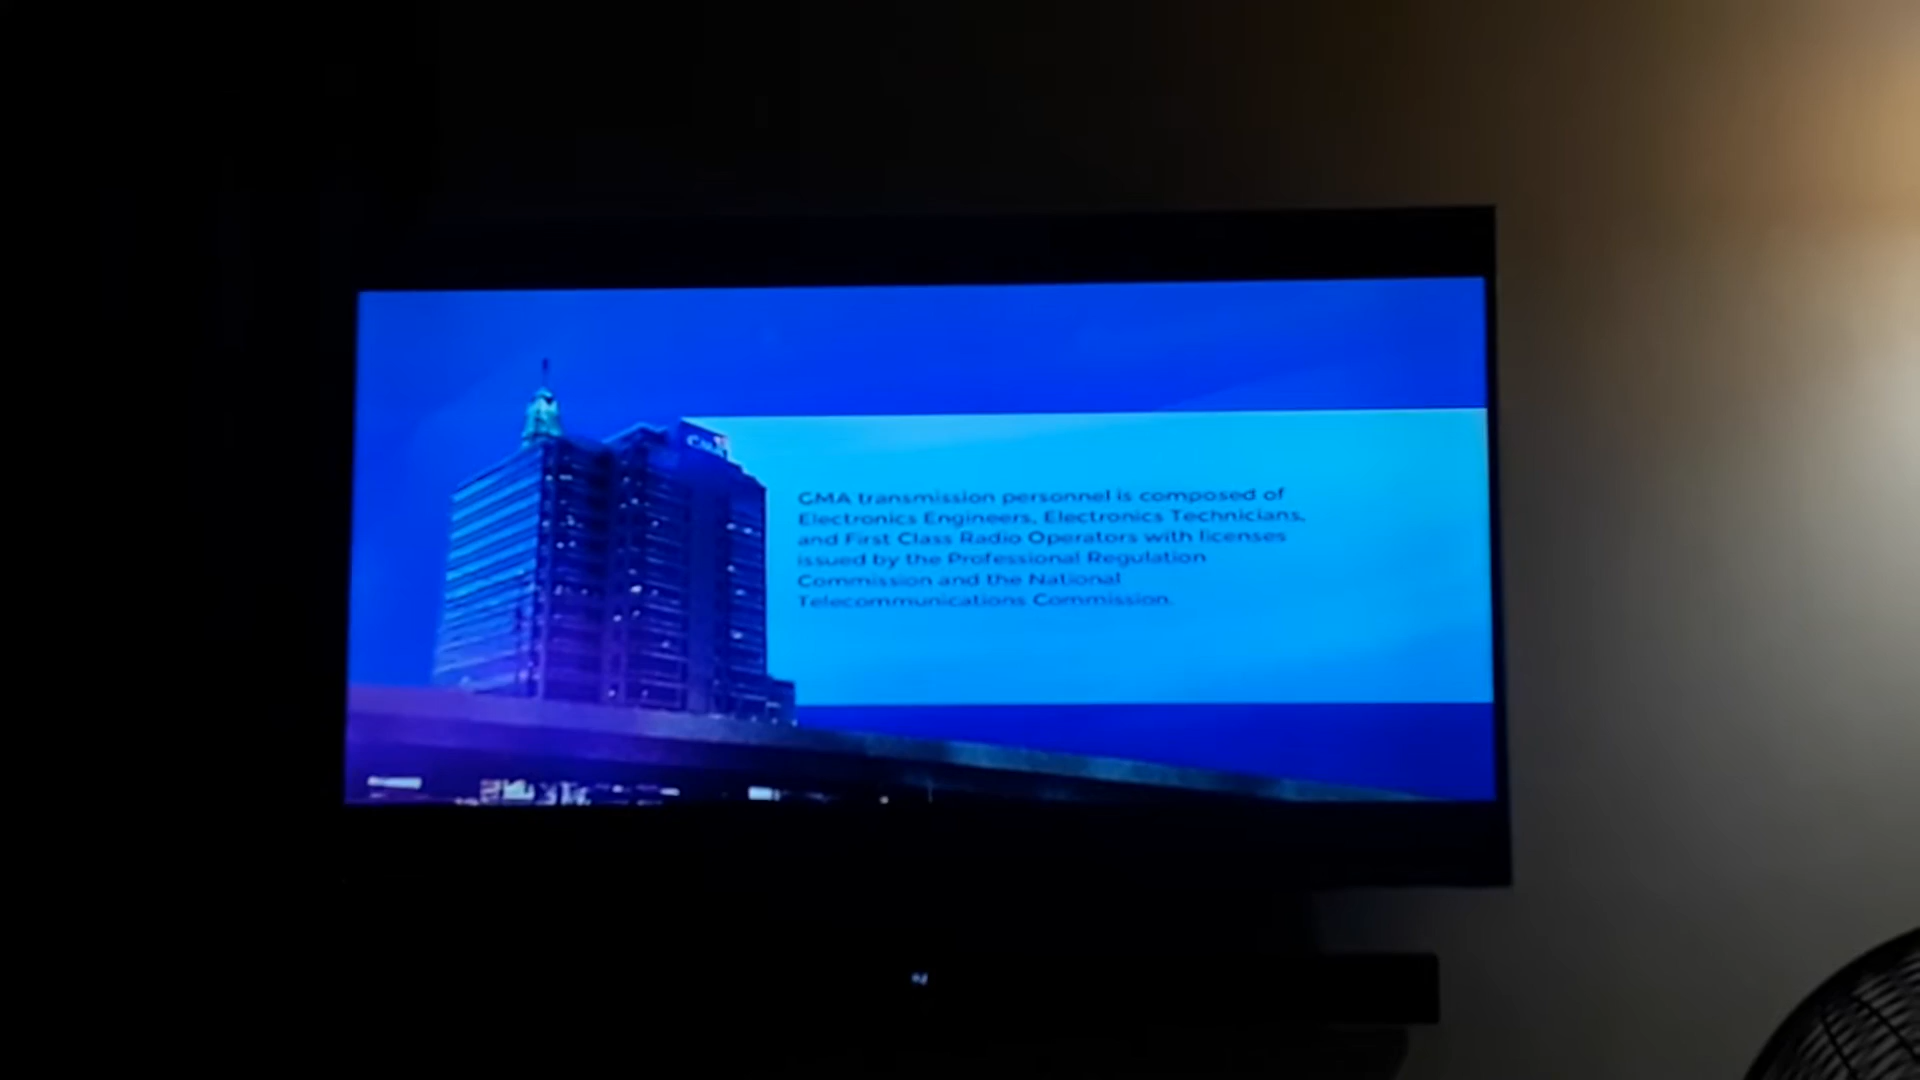 GMA
GMA transmission personnel is composed of
Electronics Engineers, Electronics Technicians,
and First Class Radio Operators with licenses
issued by the Professional Regulation
Commission and the National
Telecommunications Commission.